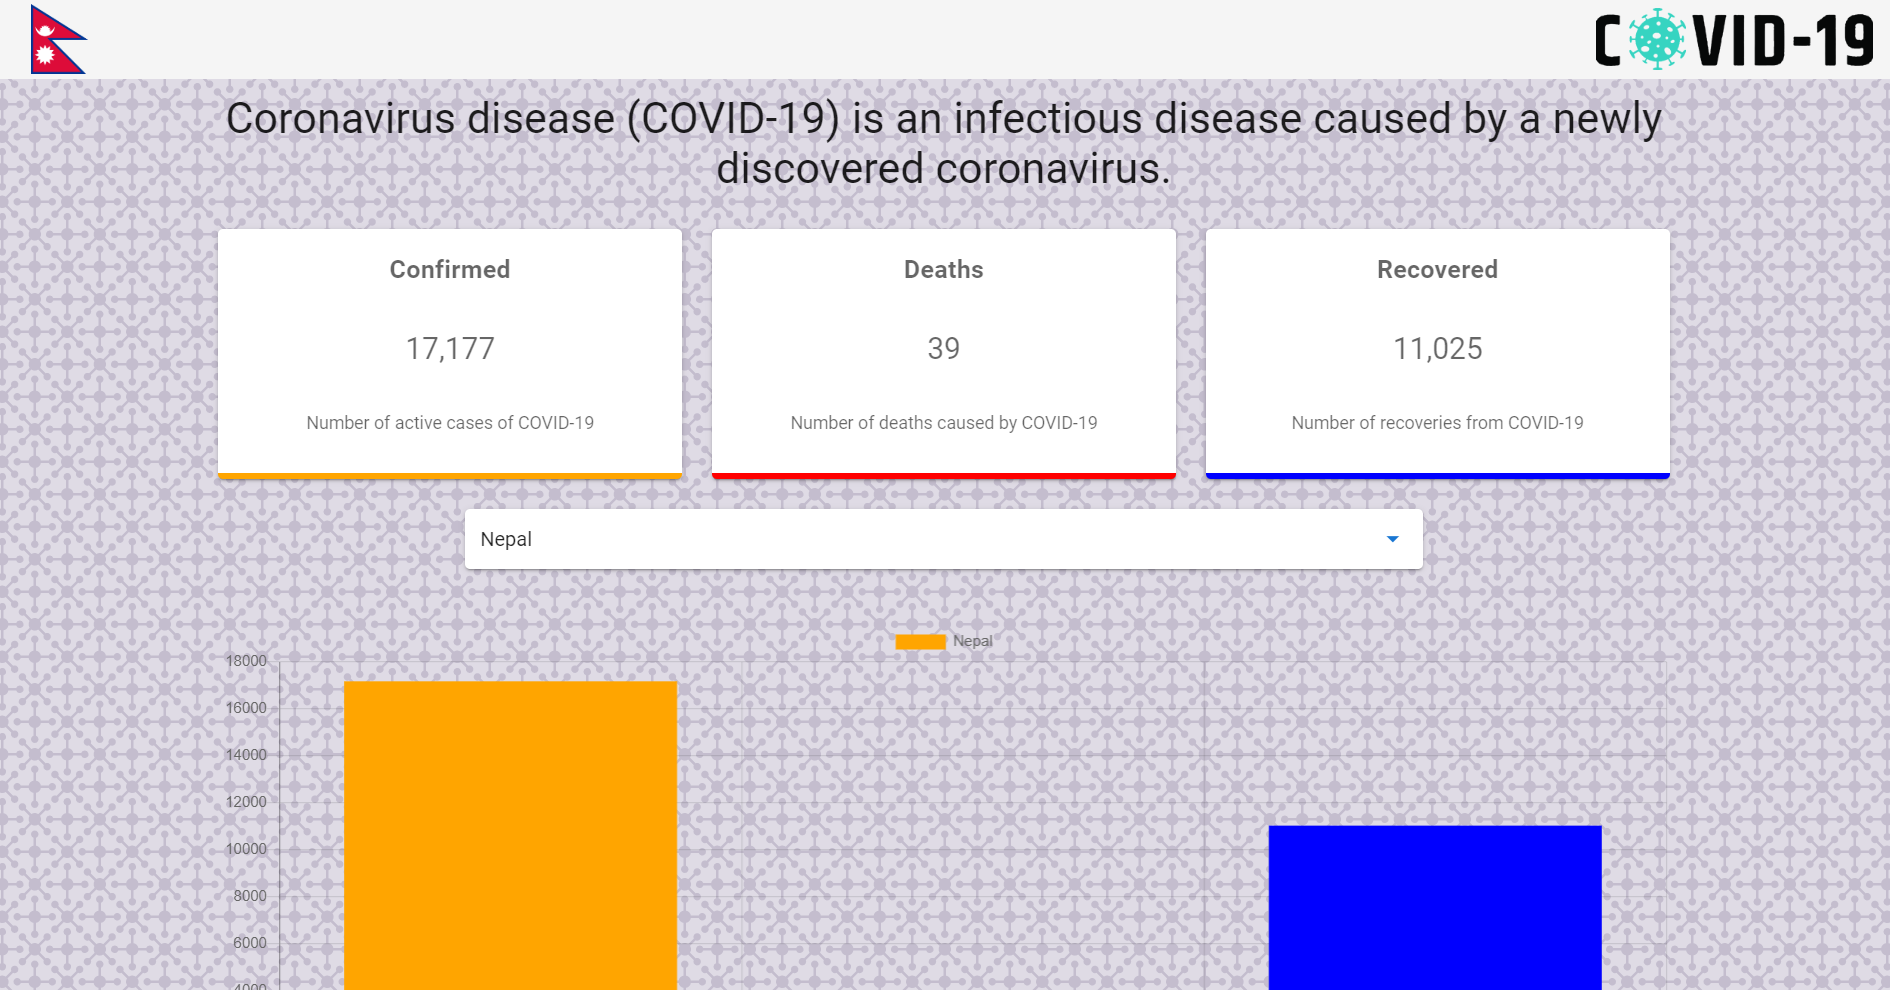 COVID-19
Coronavirus disease (COVID-19) is an infectious disease caused by a newly
discovered coronavirus.
Confirmed
17,177
Number of active cases of COVID-19
Deaths
39
Number of deaths caused by COVID-19
Recovered
11,025
Number of recoveries from COVID-19
Nepal
Nepal
18000
16000
14000
12000
10000
8000
6000
4000